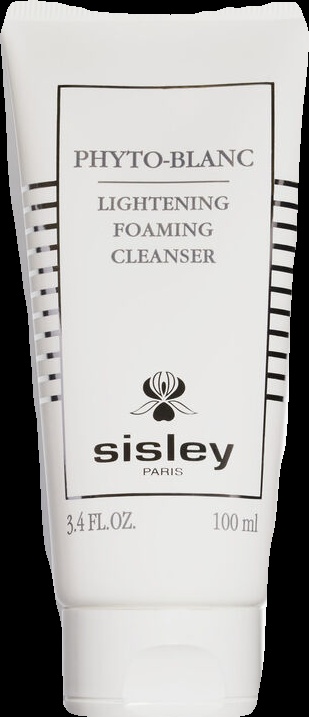 PHYTO-BLANC
LIGHTENING
FOAMING
CLEANSER
sisley
PARIS
3.4 FL.OZ. 100 ml